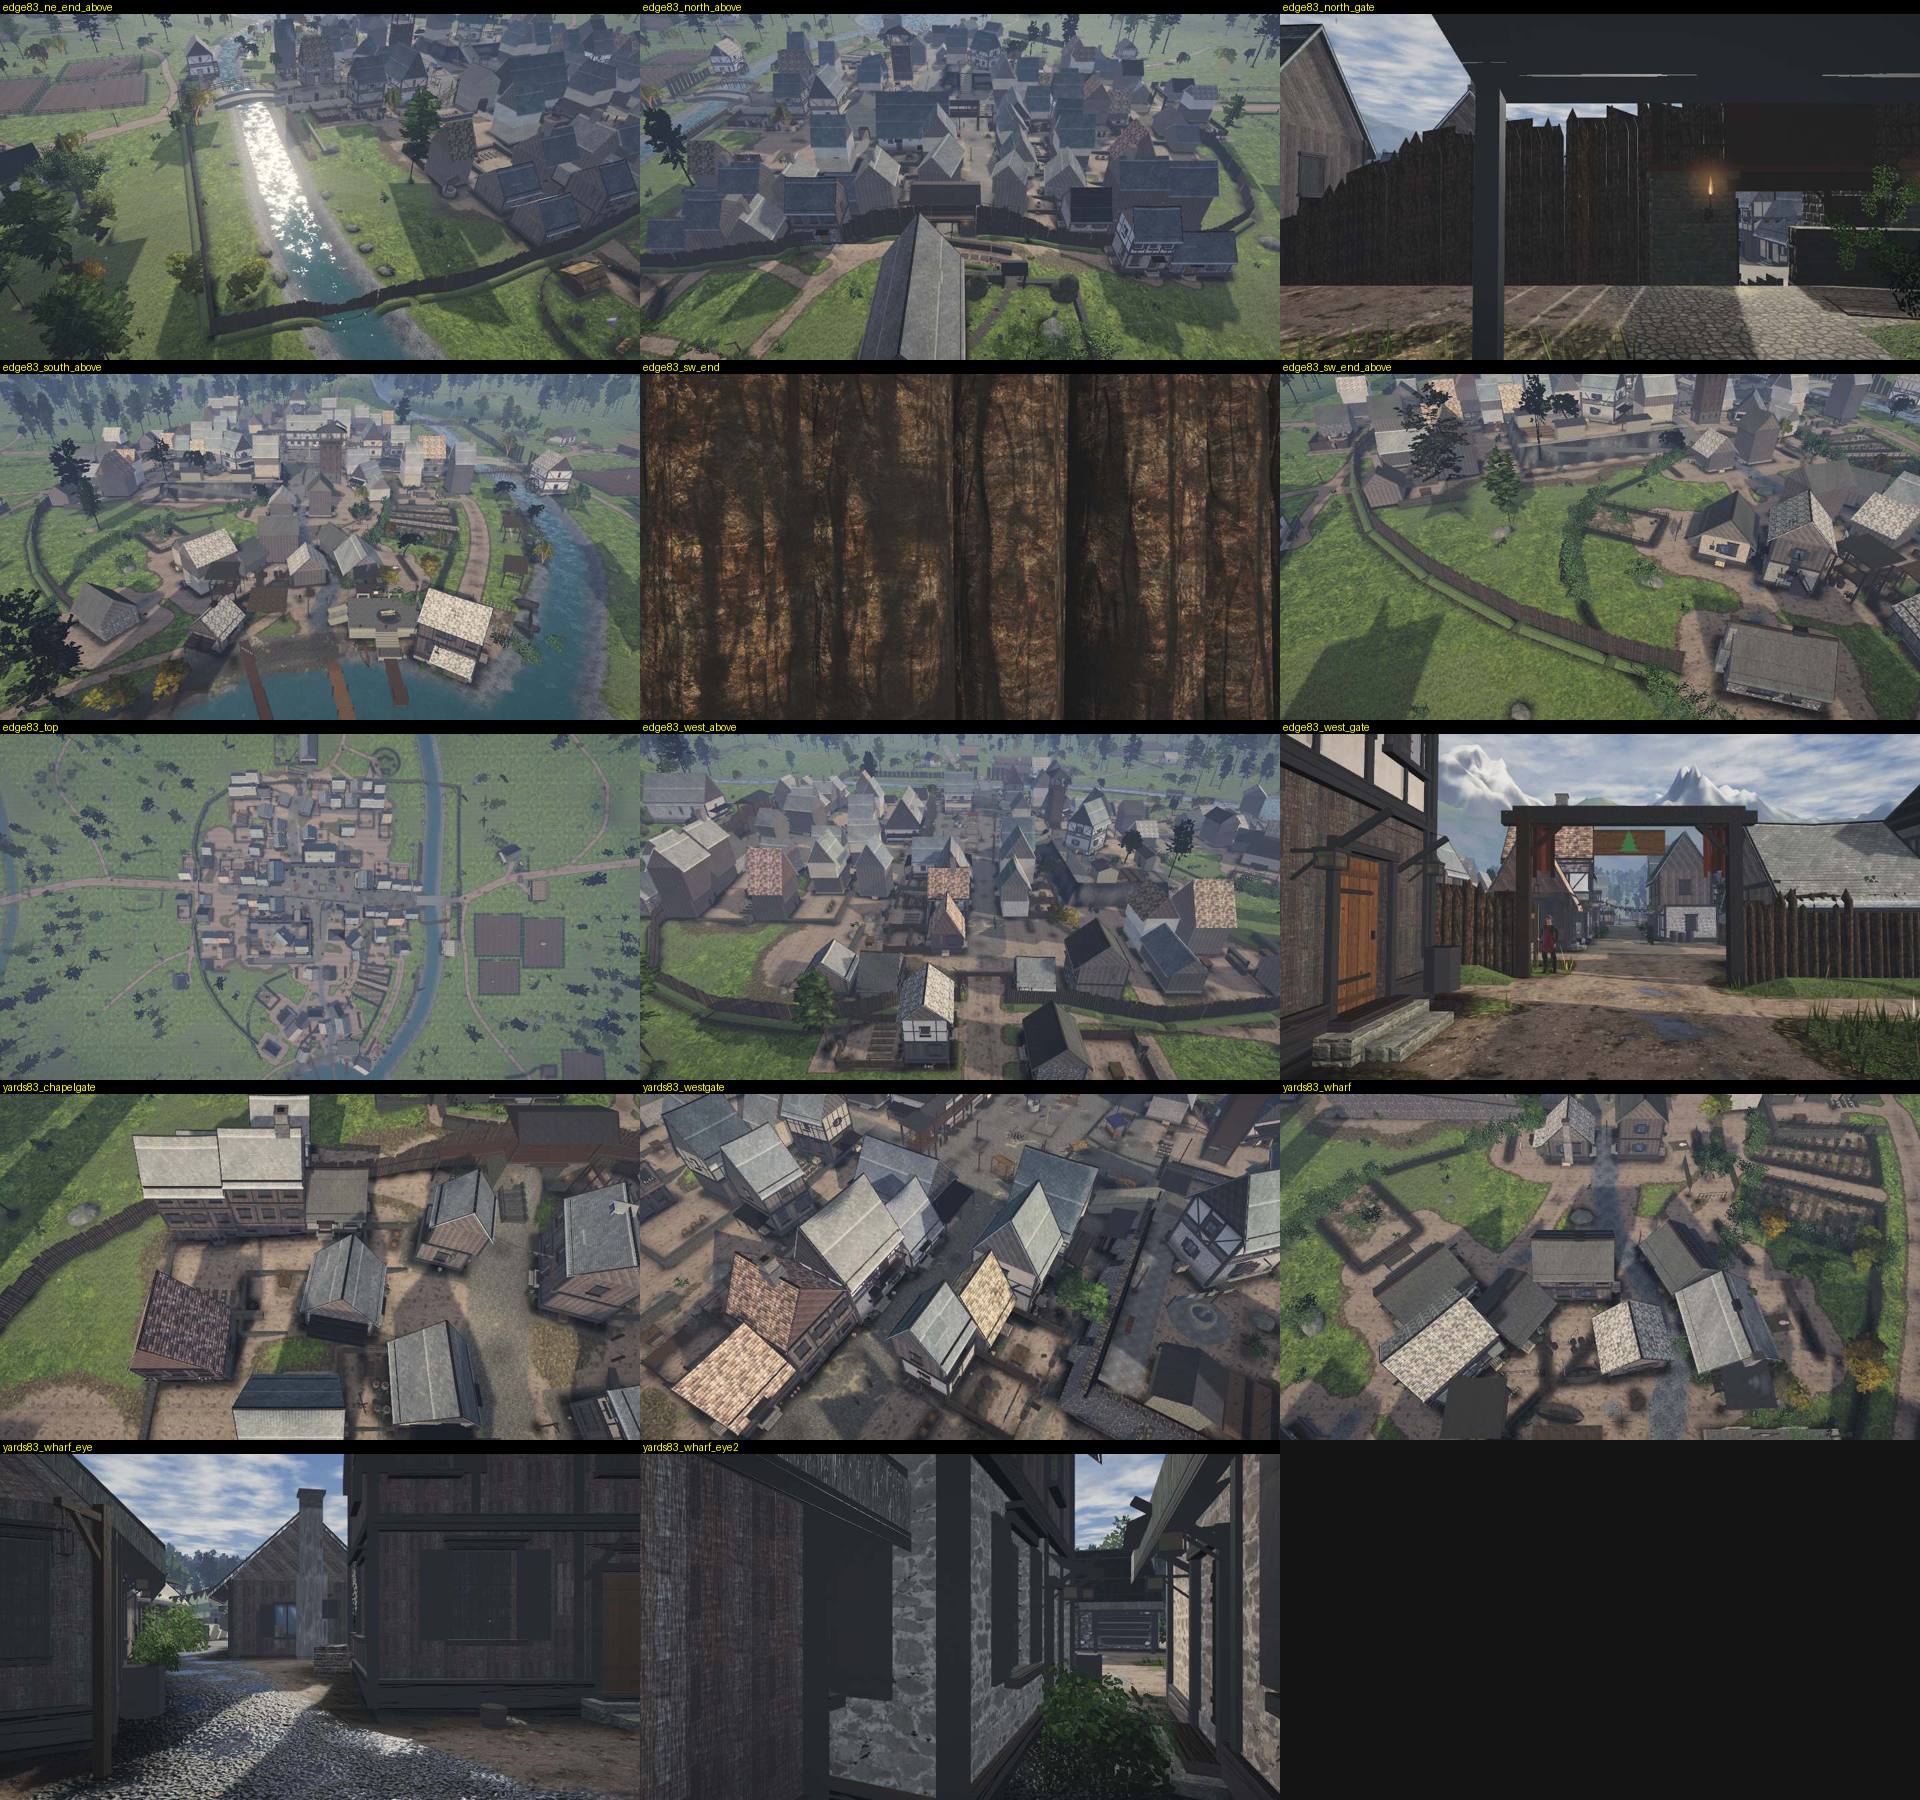 edge83_ne_end_above
edge83_north_above
edge83_north_gate
edge83_south_above
edge83_sw_end
edge83_sw_end_above
edge83_top
edge83_west_above
edge83_west_gate
yards83_chapelgate
yards83_westgate
yards83_wharf
yards83_wharf_eye
yards83_wharf_eye2